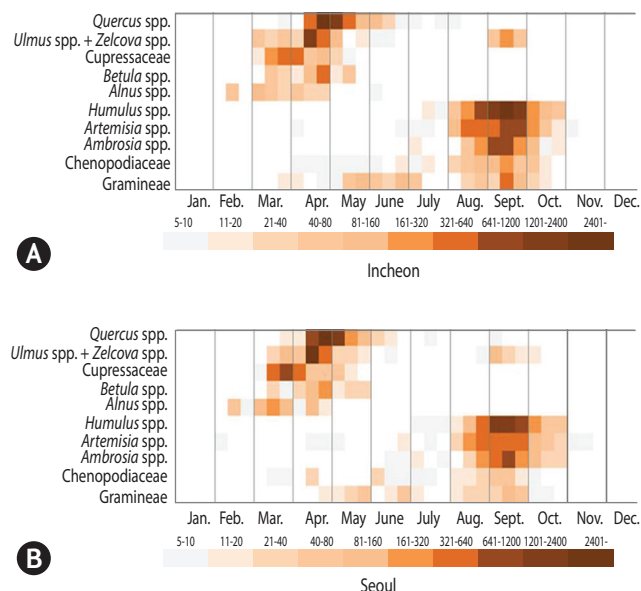 A
Quercus spp.
Ulmus spp. + Zelcova spp.
Cupressaceae
Betula spp.
Alnus spp.
Humulus spp.
Artemisia spp.
Ambrosia spp.
Chenopodiaceae
Gramineae
Jan. Feb. Mar. Apr. May June July Aug. Sept. Oct. Nov. Dec.
5-10 11-20 21-40 40-80 81-160 161-320 321-640 641-1200 1201-2400 2401-
Incheon
Quercus spp.
Ulmus spp. + Zelcova spp.
Cupressaceae
Betula spp.
Alnus spp.
Humulus spp.
Artemisia spp.
Ambrosia spp.
Chenopodiaceae
Gramineae
Jan. Feb. Mar. Apr. May June July Aug. Sept. Oct. Nov. Dec.
5-10 11-20 21-40 40-80 81-160 161-320 321-640 641-1200 1201-2400 2401-
B
Seoul